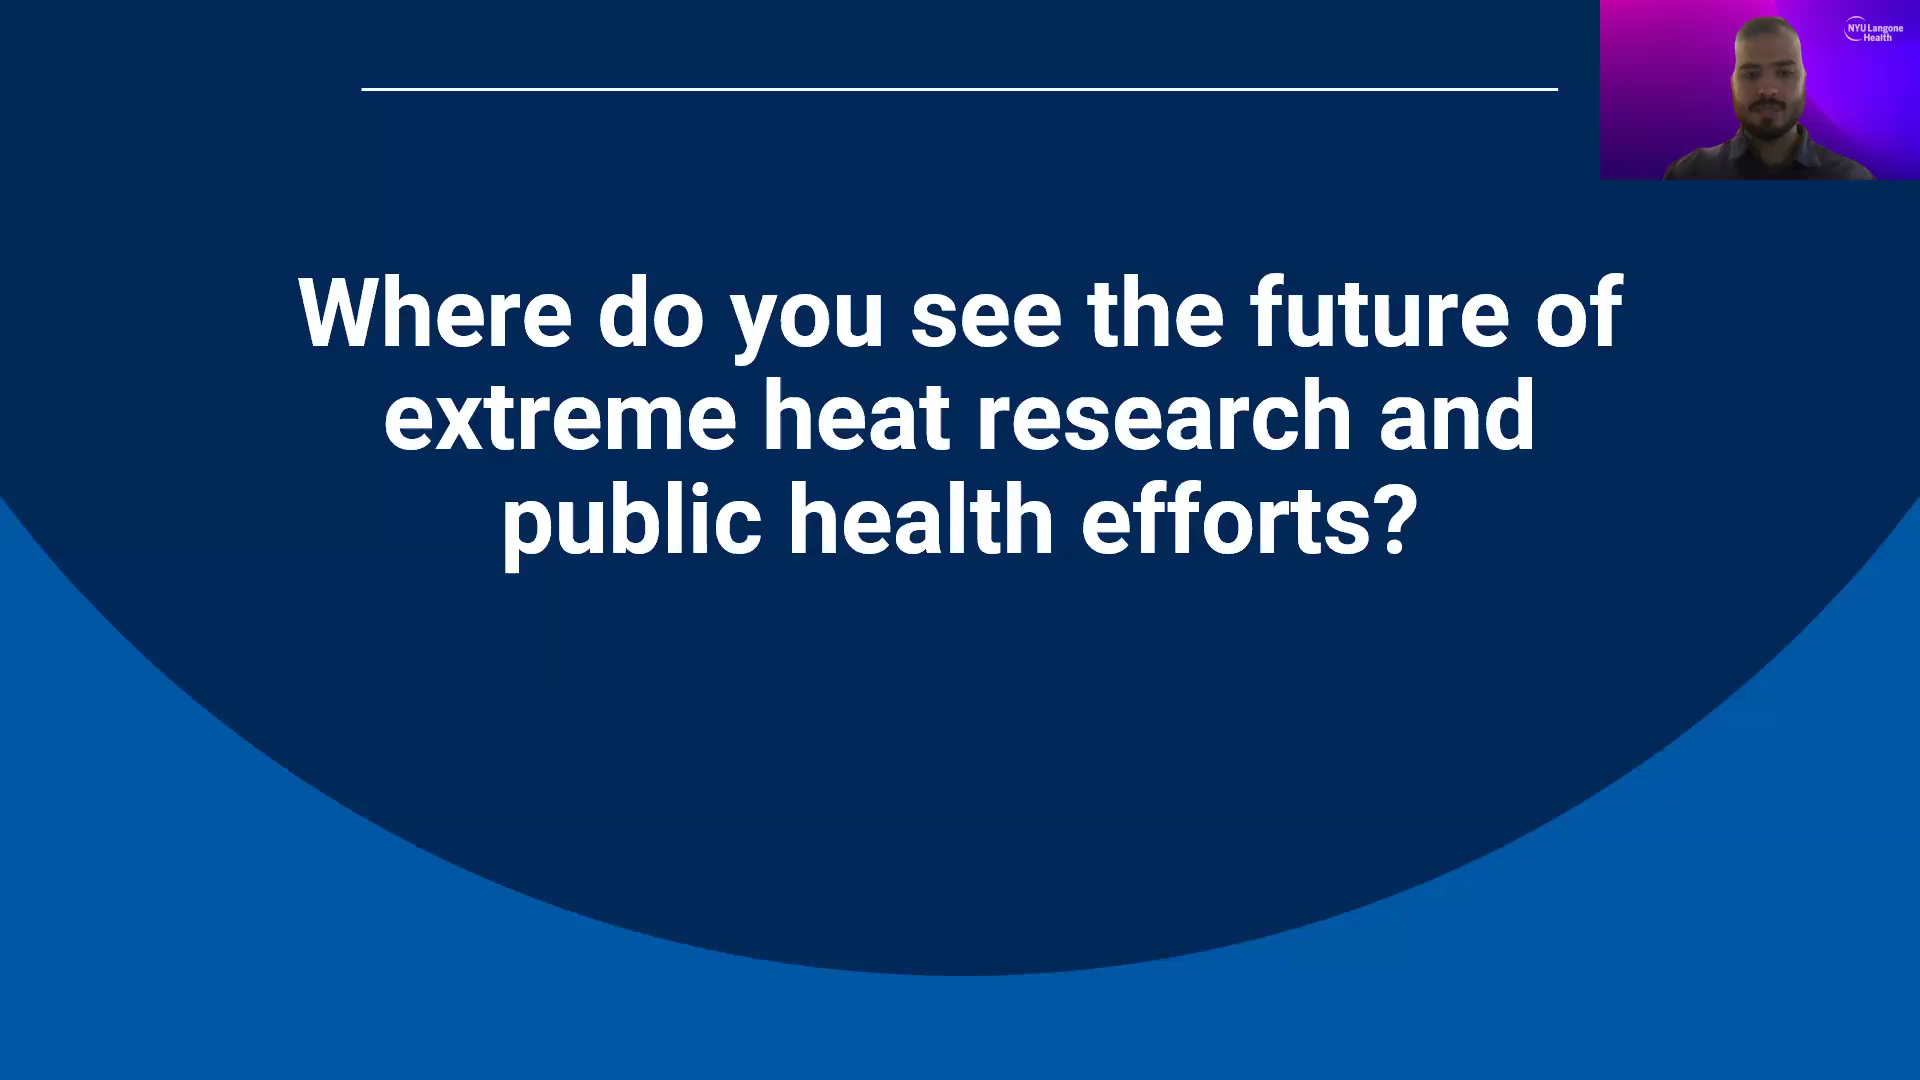 NYU Langone
Health
Where do you see the future of
extreme heat research and
public health efforts?